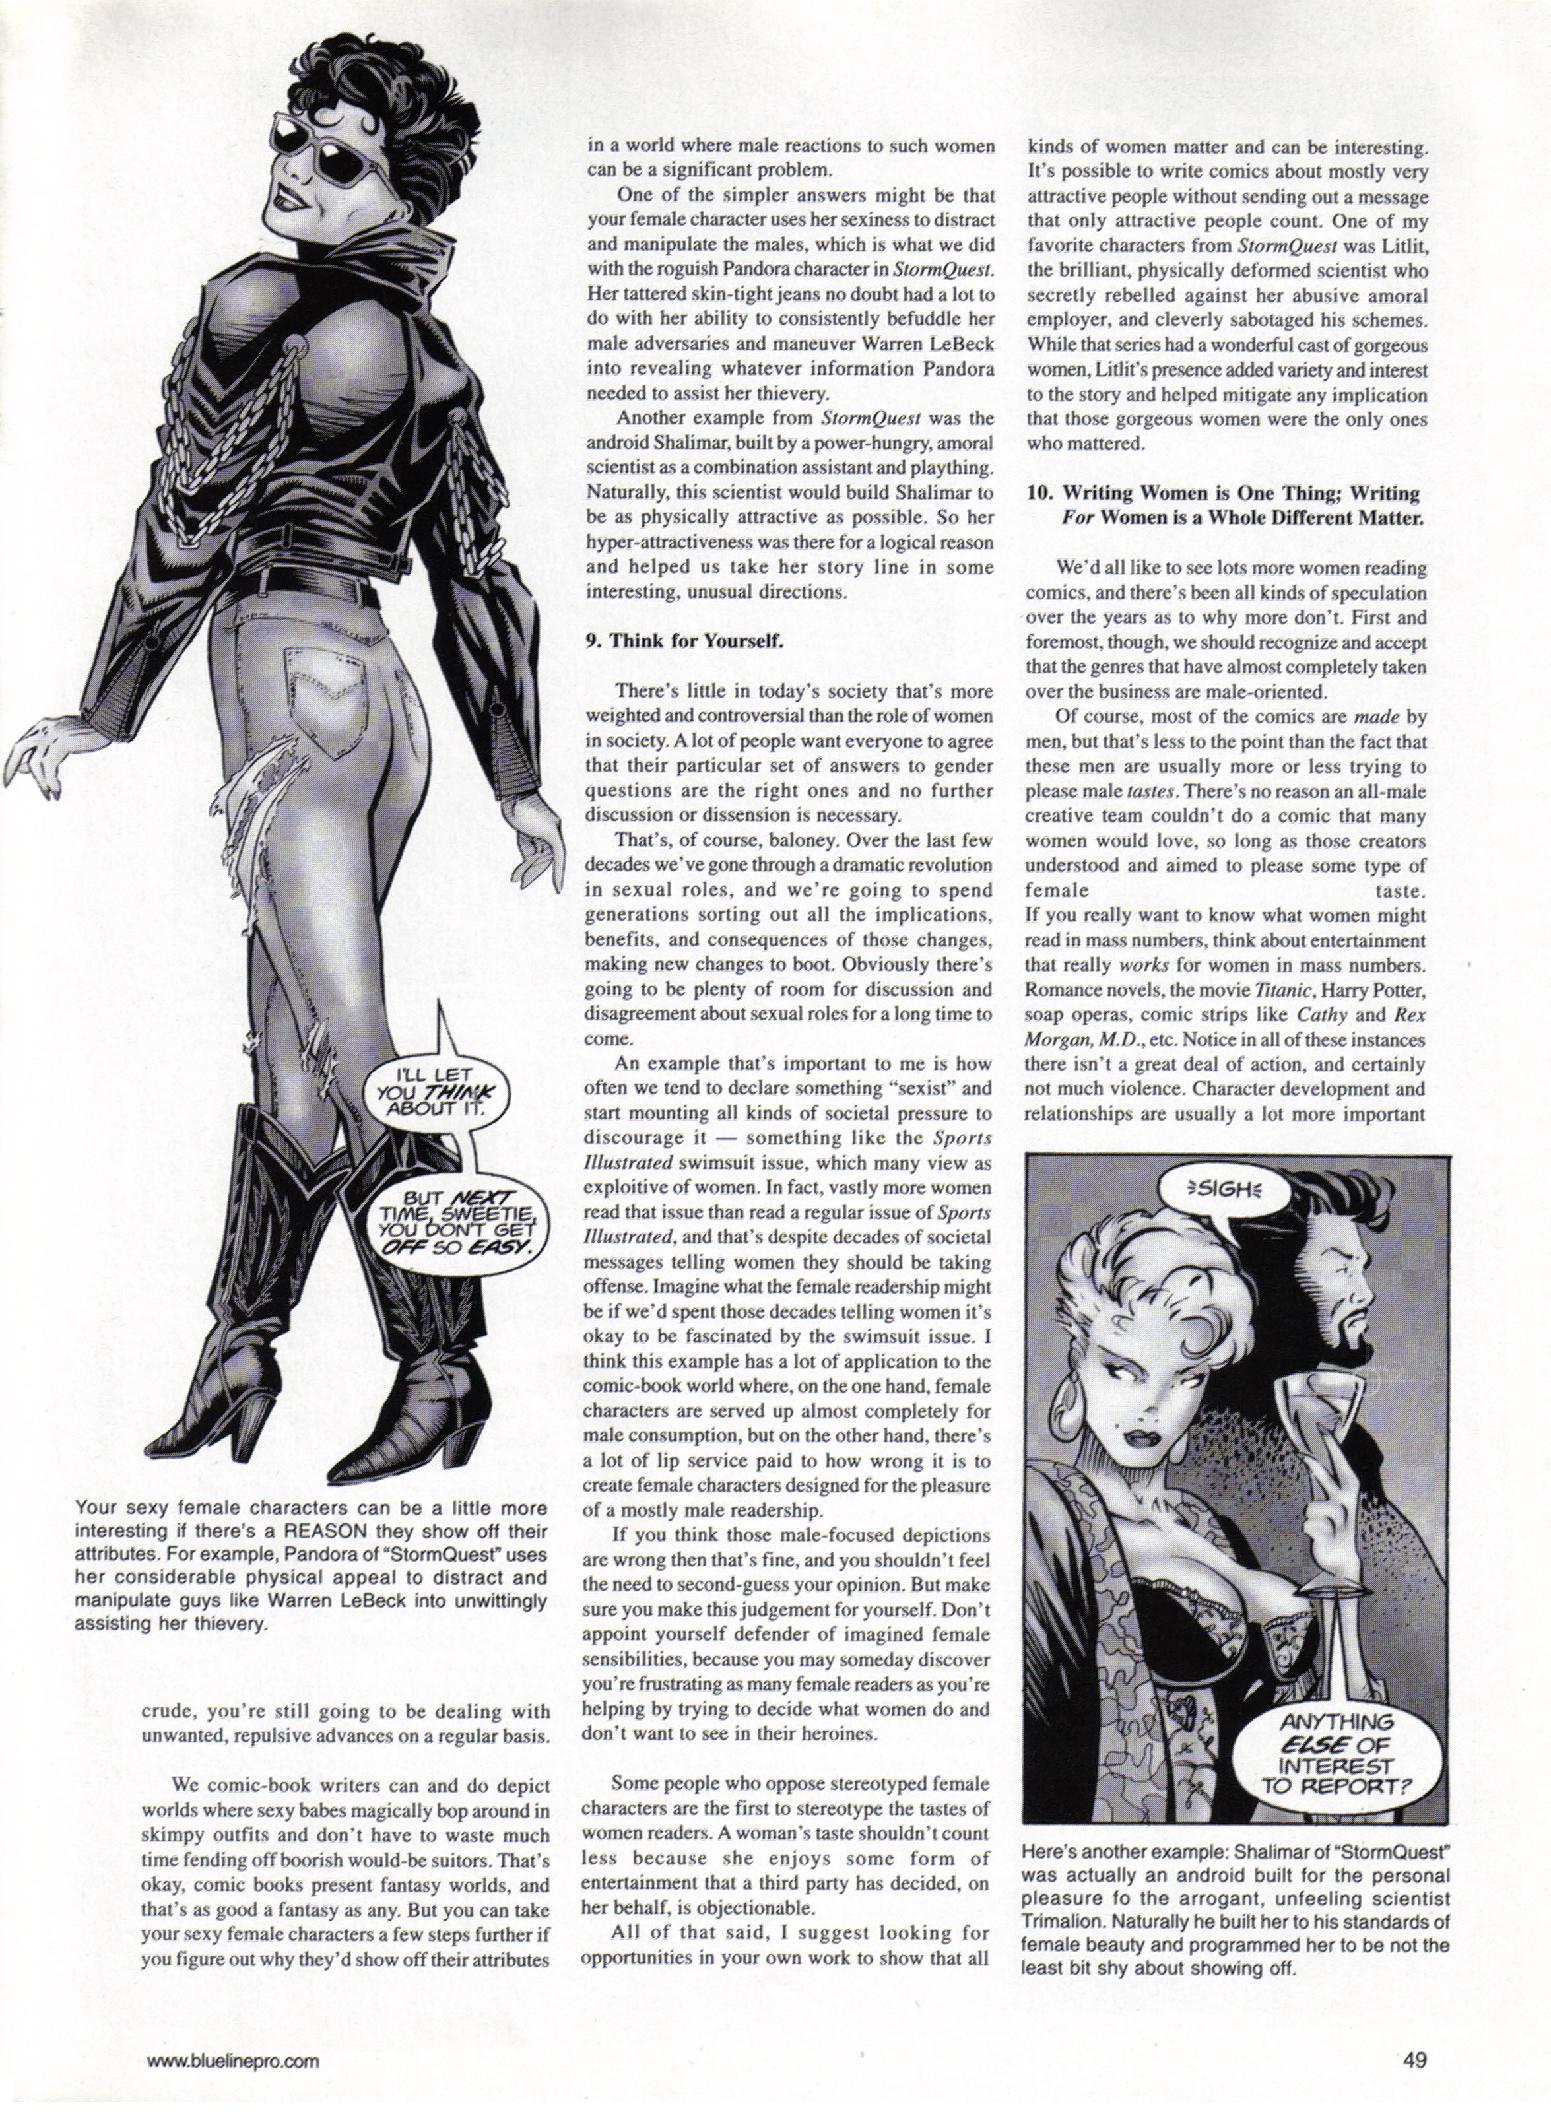 I'LL LET
YOU THINK
ABOUT IT.
BUT NEXT
TIME, SWEETIE,
YOU DON'T GET
OFF SO EASY.
Your sexy female characters can be a little more
interesting if there's a REASON they show off their
attributes. For example, Pandora of “StormQuest” uses
her considerable physical appeal to distract and
manipulate guys like Warren LeBeck into unwittingly
assisting her thievery.
crude, you're still going to be dealing with
unwanted, repulsive advances on a regular basis.
We comic-book writers can and do depict
worlds where sexy babes magically bop around in
skimpy outfits and don't have to waste much
time fending off boorish would-be suitors. That's
okay, comic books present fantasy worlds, and
that's as good a fantasy as any. But you can take
your sexy female characters a few steps further if
you figure out why they'd show off their attributes
in a world where male reactions to such women
can be a significant problem.
One of the simpler answers might be that
your female character uses her sexiness to distract
and manipulate the males, which is what we did
with the roguish Pandora character in StormQuest.
Her tattered skin-tight jeans no doubt had a lot to
do with her ability to consistently befuddle her
male adversaries and maneuver Warren LeBeck
into revealing whatever information Pandora
needed to assist her thievery.
Another example from StormQuest was the
android Shalimar, built by a power-hungry, amoral
scientist as a combination assistant and plaything.
Naturally, this scientist would build Shalimar to
be as physically attractive as possible. So her
hyper-attractiveness was there for a logical reason
and helped us take her story line in some
interesting, unusual directions.
9. Think for Yourself.
There's little in today's society that's more
weighted and controversial than the role of women
in society. A lot of people want everyone to agree
that their particular set of answers to gender
questions are the right ones and no further
discussion or dissension is necessary.
That's, of course, baloney. Over the last few
decades we've gone through a dramatic revolution
in sexual roles, and we're going to spend
generations sorting out all the implications,
benefits, and consequences of those changes,
making new changes to boot. Obviously there's
going to be plenty of room for discussion and
disagreement about sexual roles for a long time to
come.
An example that's important to me is how
often we tend to declare something “sexist” and
start mounting all kinds of societal pressure to
discourage it — something like the Sports
Illustrated swimsuit issue, which many view as
exploitive of women. In fact, vastly more women
read that issue than read a regular issue of Sports
Illustrated, and that's despite decades of societal
messages telling women they should be taking
offense. Imagine what the female readership might
be if we'd spent those decades telling women it's
okay to be fascinated by the swimsuit issue. I
think this example has a lot of application to the
comic-book world where, on the one hand, female
characters are served up almost completely for
male consumption, but on the other hand, there's
a lot of lip service paid to how wrong it is to
create female characters designed for the pleasure
of a mostly male readership.
If you think those male-focused depictions
are wrong then that's fine, and you shouldn't feel
the need to second-guess your opinion. But make
sure you make this judgement for yourself. Don't
appoint yourself defender of imagined female
sensibilities, because you may someday discover
you're frustrating as many female readers as you're
helping by trying to decide what women do and
don't want to see in their heroines.
Some people who oppose stereotyped female
characters are the first to stereotype the tastes of
women readers. A woman's taste shouldn't count
less because she enjoys some form of
entertainment that a third party has decided, on
her behalf, is objectionable.
All of that said, I suggest looking for
opportunities in your own work to show that all
kinds of women matter and can be interesting.
It's possible to write comics about mostly very
attractive people without sending out a message
that only attractive people count. One of my
favorite characters from StormQuest was Litlit,
the brilliant, physically deformed scientist who
secretly rebelled against her abusive amoral
employer, and cleverly sabotaged his schemes.
While that series had a wonderful cast of gorgeous
women, Litlit's presence added variety and interest
to the story and helped mitigate any implication
that those gorgeous women were the only ones
who mattered.
10. Writing Women is One Thing; Writing
For Women is a Whole Different Matter.
We'd all like to see lots more women reading
comics, and there's been all kinds of speculation
over the years as to why more don't. First and
foremost, though, we should recognize and accept
that the genres that have almost completely taken
over the business are male-oriented.
Of course, most of the comics are made by
men, but that's less to the point than the fact that
these men are usually more or less trying to
please male tastes. There's no reason an all-male
creative team couldn't do a comic that many
women would love, so long as those creators
understood and aimed to please some type of
female taste.
If you really want to know what women might
read in mass numbers, think about entertainment
that really works for women in mass numbers.
Romance novels, the movie Titanic, Harry Potter,
soap operas, comic strips like Cathy and Rex
Morgan, M.D., etc. Notice in all of these instances
there isn't a great deal of action, and certainly
not much violence. Character development and
relationships are usually a lot more important
SIGH
ANYTHING
ELSE OF
INTEREST
TO REPORT?
Here's another example: Shalimar of “StormQuest”
was actually an android built for the personal
pleasure fo the arrogant, unfeeling scientist
Trimalion. Naturally he built her to his standards of
female beauty and programmed her to be not the
least bit shy about showing off.
www.bluelinepro.com
49